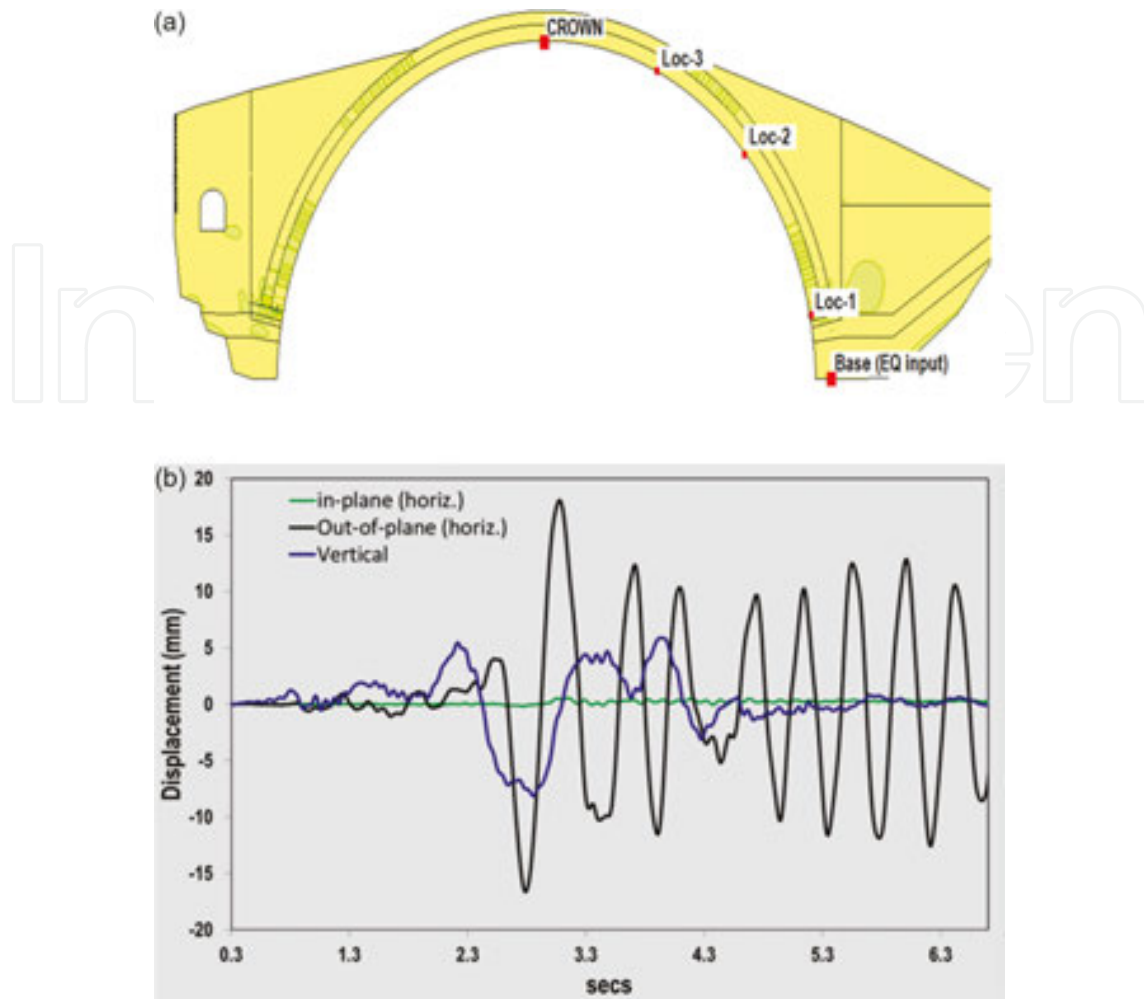 (a)
CROWN
Loc-3
Loc-2
Loc-1
Base (EQ input)
(b)
20
15
10
5
0
-5
-10
-15
-20
Displacement (mm)
in-plane (horiz.)
Out-of-plane (horiz.)
Vertical
0.3 1.3 2.3 3.3 4.3 5.3 6.3
secs